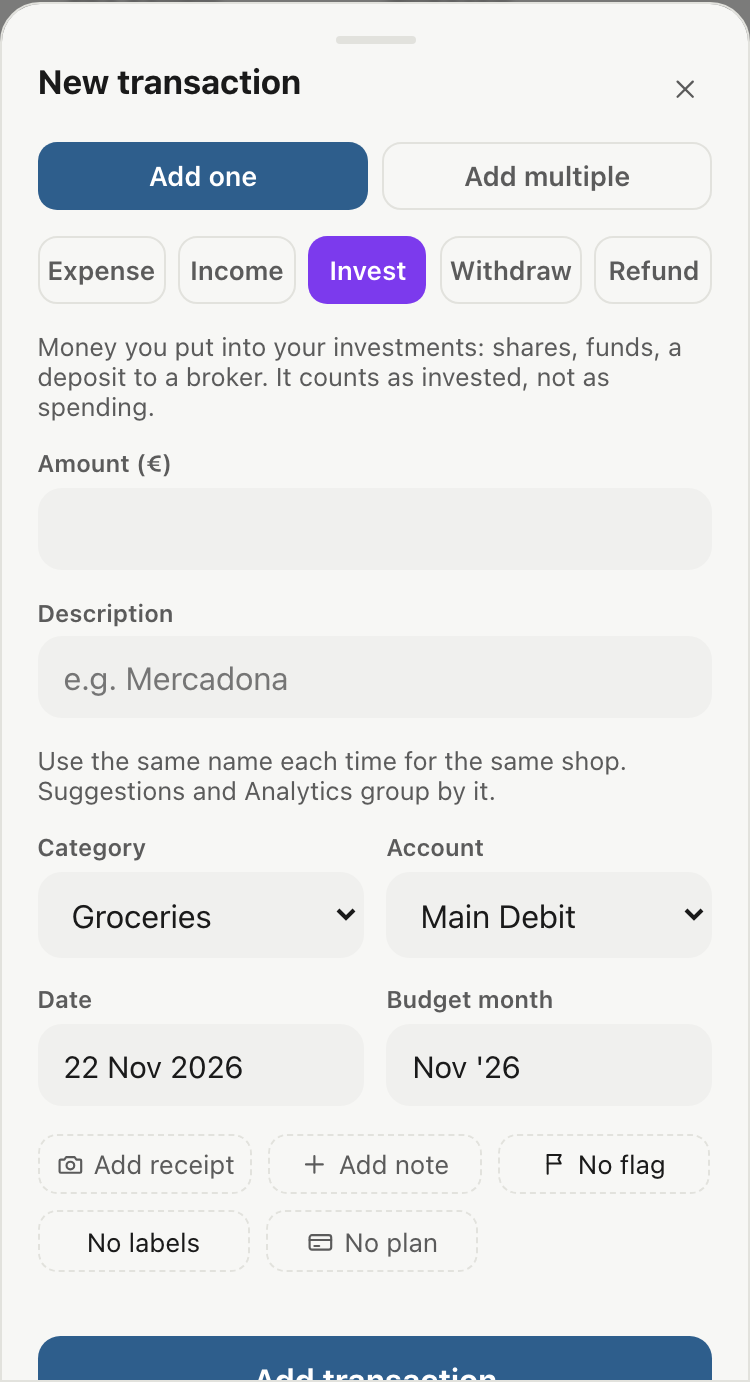 New transaction
Add one
Add multiple
Expense
Income
Invest
Withdraw
Refund
Money you put into your investments: shares, funds, a
deposit to a broker. It counts as invested, not as
spending.
Amount (€)
Description
e.g. Mercadona
Use the same name each time for the same shop.
Suggestions and Analytics group by it.
Category
Account
Groceries
Main Debit
Date
Budget month
22 Nov 2026
Nov '26
Add receipt
Add note
No flag
No labels
No plan
Add transaction